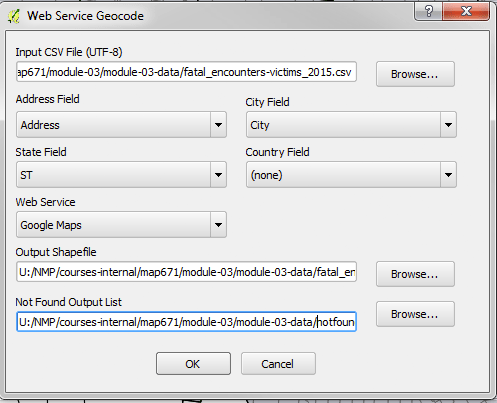 Web Service Geocode
Input CSV File (UTF-8)
ap671/module-03/module-03-data/fatal_encounters-victims_2015.csv
Browse...
Address Field
City Field
Address
City
State Field
Country Field
ST
(none)
Web Service
Google Maps
Output Shapefile
U:/NMP/courses-internal/map671/module-03/module-03-data/fatal_en
Browse...
Not Found Output List
U:/NMP/courses-internal/map671/module-03/module-03-data/notfoun
Browse...
OK
Cancel